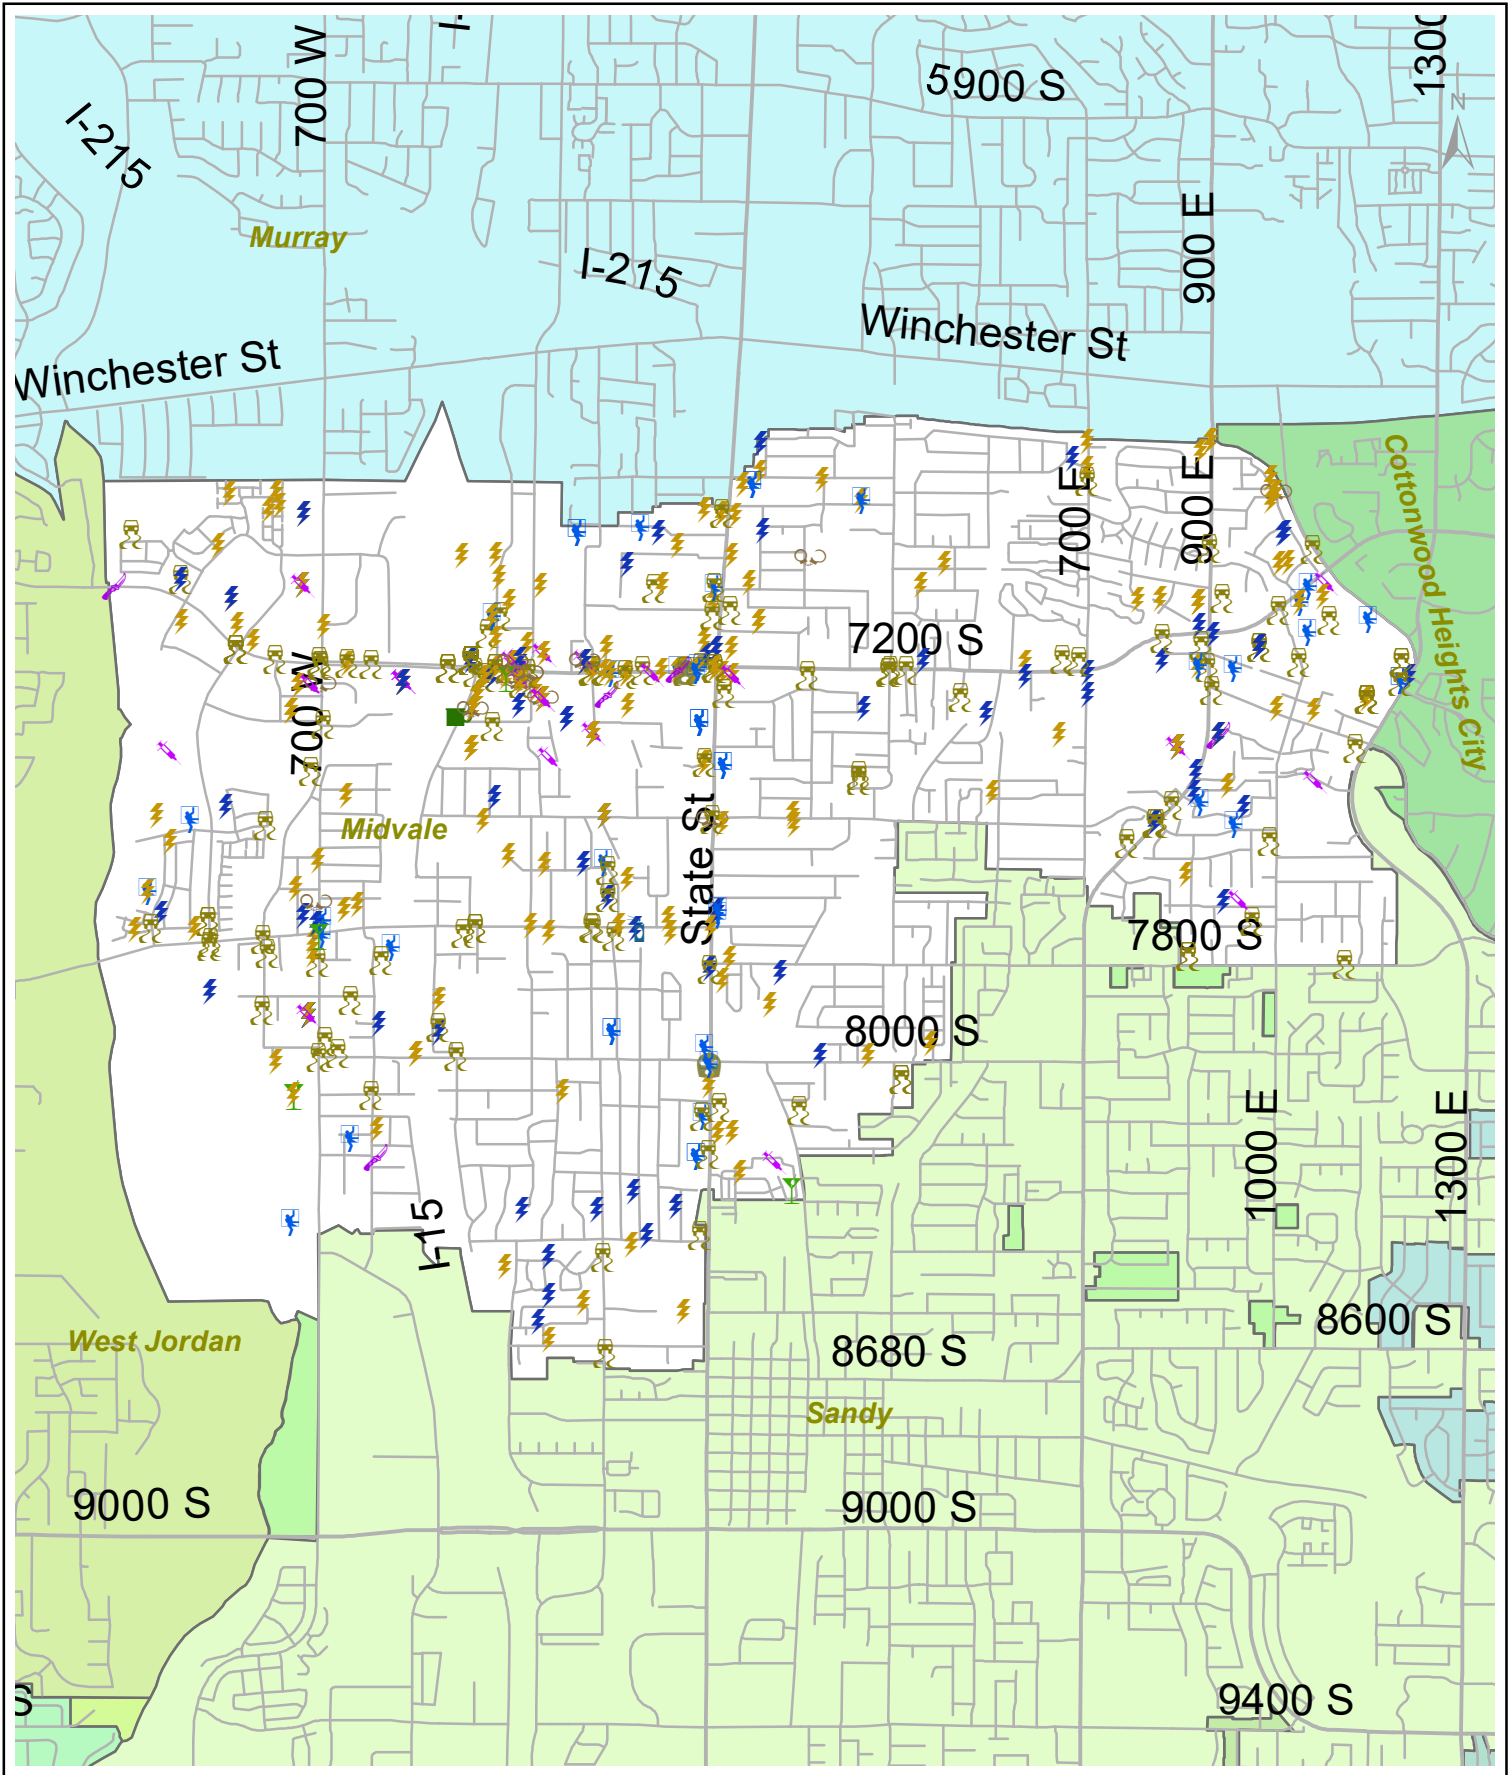 700 W
I-
1300
5900 S
N
I-215
900 E
Murray
I-215
Winchester St
Winchester St
Cottonwood Heights City
700 E
900 E
7200 S
700 W
Midvale
State St
7800 S
8000 S
1000 E
1300 E
I-15
8600 S
West Jordan
8680 S
Sandy
9000 S
9000 S
S
9400 S